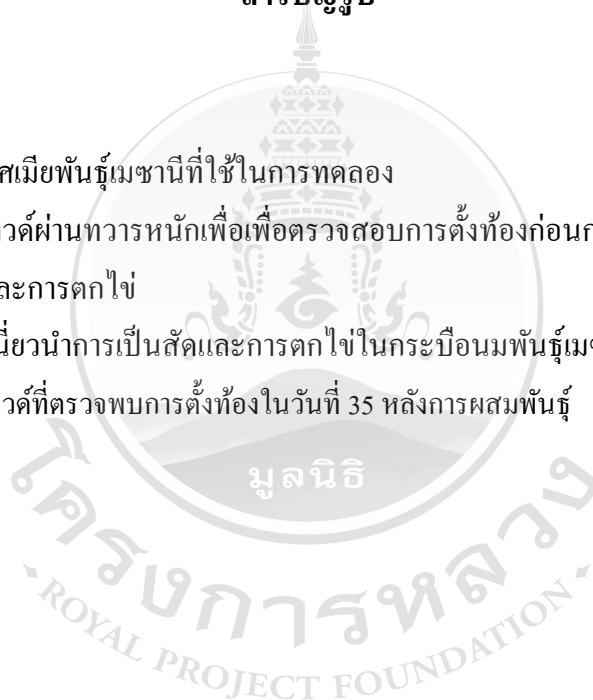 สารบัญรูป
ศเมียพันธุ์เมซานีที่ใช้ในการทดลอง
วด์ผ่านทวารหนักเพื่อเพื่อตรวจสอบการตั้งท้องก่อนก
ละการตกไข่
นี่ยวนำการเป็นสัดและการตกไข่ในกระบือนมพันธุ์เมซ
วด์ที่ตรวจพบการตั้งท้องในวันที่ 35 หลังการผสมพันธุ์
มูลนิธิ
โครงการหลวง
ROYAL PROJECT FOUNDATION